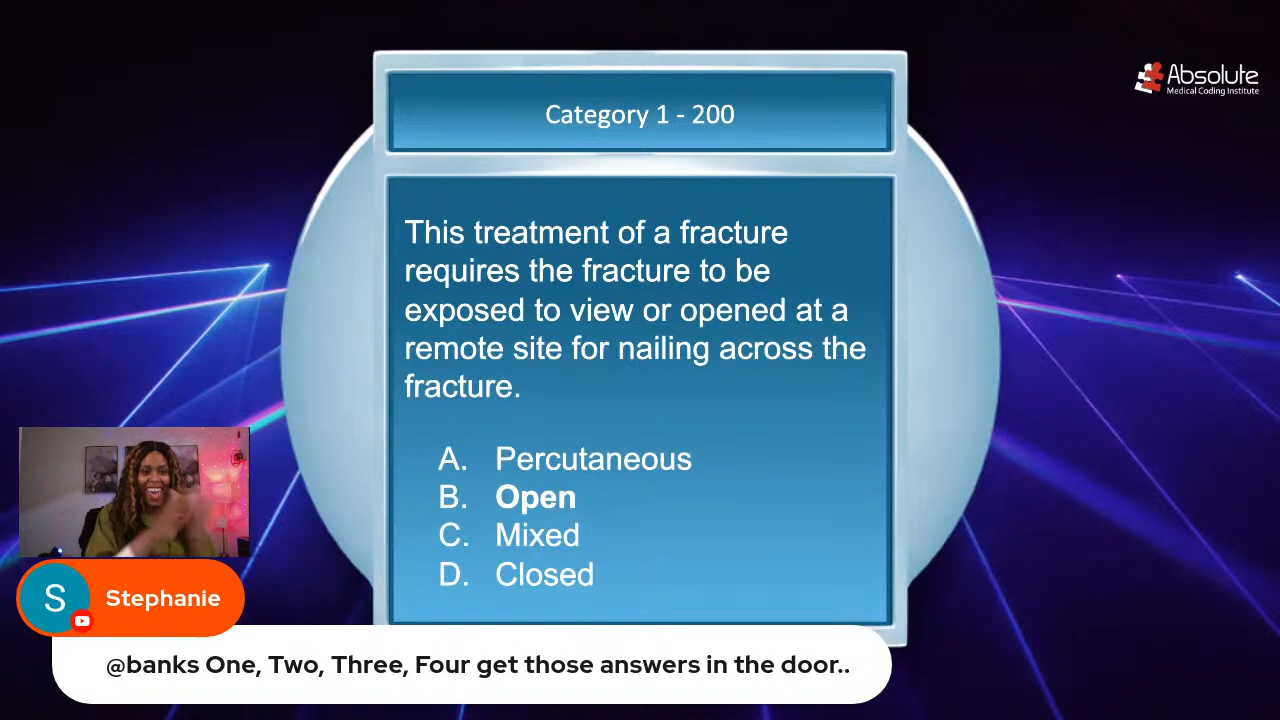 Absolute
Medical Coding Institute
Category 1 - 200
This treatment of a fracture
requires the fracture to be
exposed to view or opened at a
remote site for nailing across the
fracture.
A. Percutaneous
B. Open
C. Mixed
D. Closed
S Stephanie
@banks One, Two, Three, Four get those answers in the door..